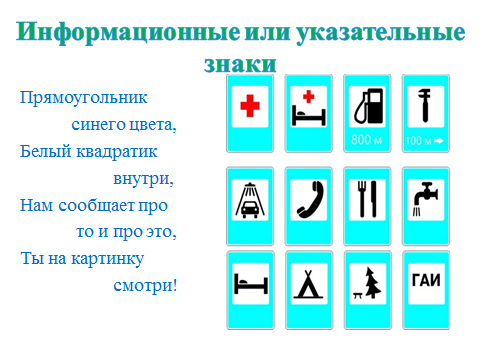 Информационные или указательные
знаки
Прямоугольник
синего цвета,
Белый квадратик
внутри,
Нам сообщает про
то и про это,
Ты на картинку
смотри!
800 м
100 м
ГАИ